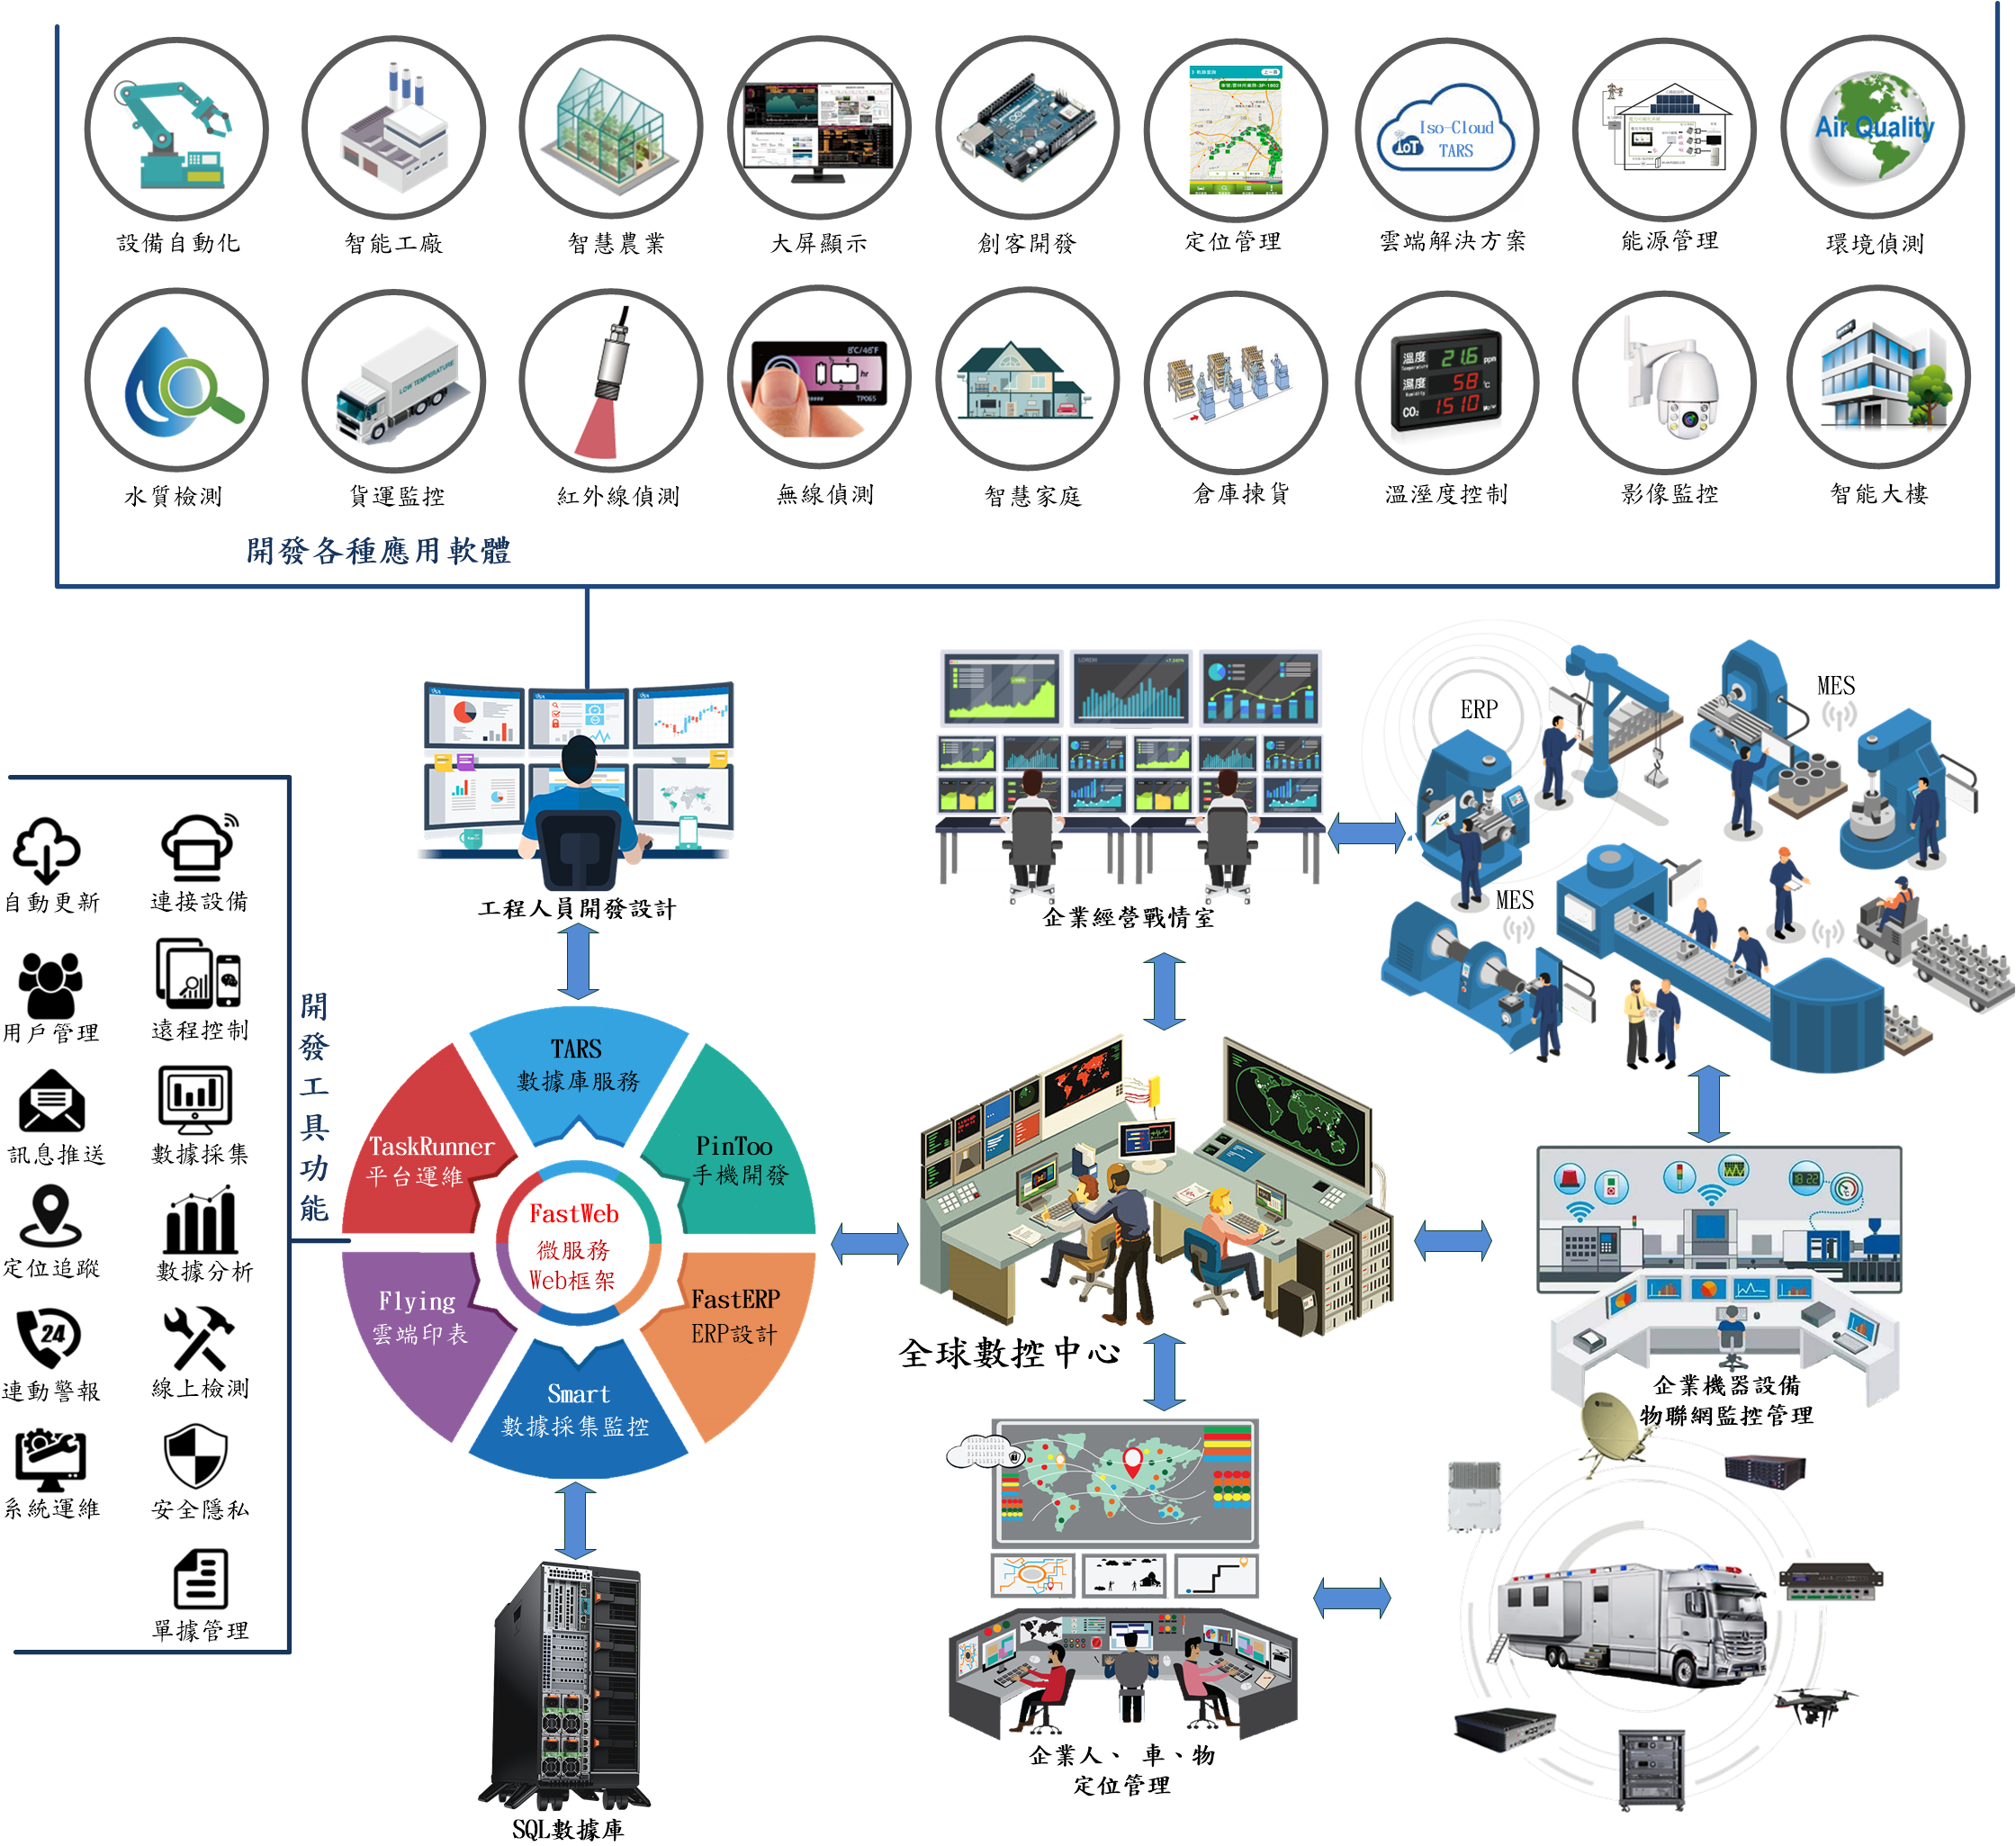 Iso-Cloud
IoT
TARS
Air Quality
設備自動化
智能工廠
智慧農業
大屏顯示
創客開發
定位管理
雲端解決方案
能源管理
環境偵測
LOW TEMPERATURE
8°C/46°F
hr
TP065
溫度 21.6 ppm
Temperature
濕度 58 ℃
Humidity
CO₂ 1510
水质檢測
貨運監控
紅外線偵測
無線偵測
智慧家庭
倉庫揀貨
溫溼度控制
影像監控
智能大樓
開發各種應用軟體
LOREM
ERP
MES
MES
工程人員開發設計
企業經營戰情室
自動更新
連接設備
用戶管理
遠程控制
訊息推送
數據採集
定位追蹤
數據分析
24
連動警報
線上檢測
系統運維
安全隱私
單據管理
開發工具功能
TARS
數據庫服務
TaskRunner
平台運維
PinToo
手機開發
FastWeb
微服務
Web框架
Flying
雲端印表
FastERP
ERP設計
Smart
數據採集監控
SQL數據庫
全球數控中心
企業機器設備
物聯網監控管理
企業人、 車、物
定位管理